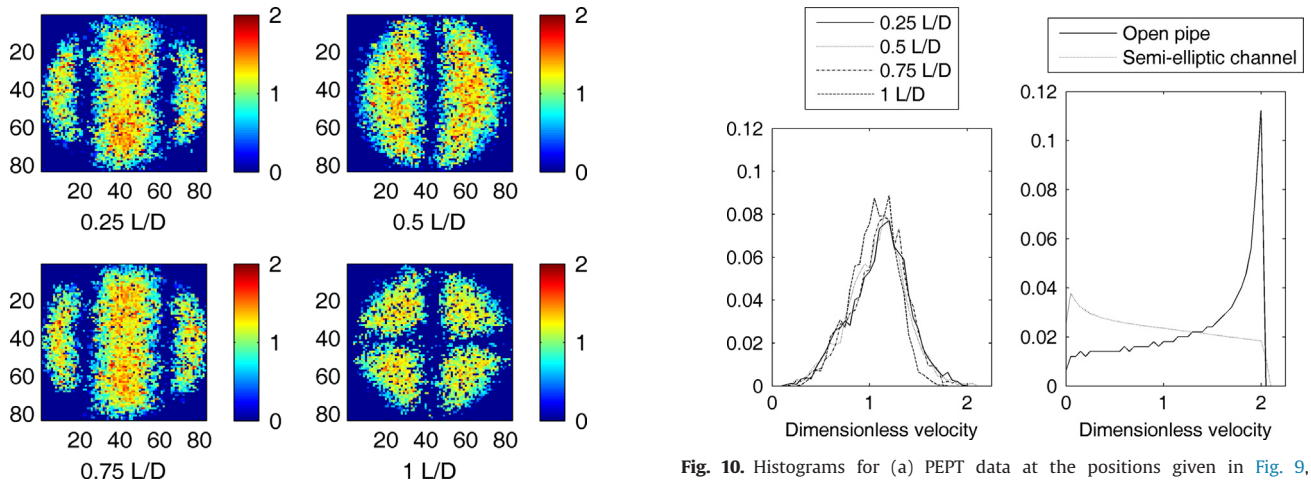 20
40
60
80
20 40 60 80
0.25 L/D
2
1
0
20
40
60
80
20 40 60 80
0.5 L/D
2
1
0
20
40
60
80
20 40 60 80
0.75 L/D
2
1
0
20
40
60
80
20 40 60 80
1 L/D
2
1
0
0.25 L/D
0.5 L/D
0.75 L/D
1 L/D
0.12
0.1
0.08
0.06
0.04
0.02
0
0 1 2
Dimensionless velocity
Open pipe
Semi-elliptic channel
0.12
0.1
0.08
0.06
0.04
0.02
0
0 1 2
Dimensionless velocity
Fig. 10. Histograms for (a) PEPT data at the positions given in Fig. 9,